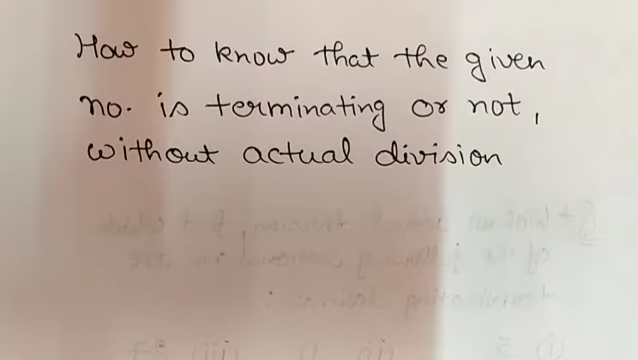 How to know that the given
no. is terminating or not,
without actual division